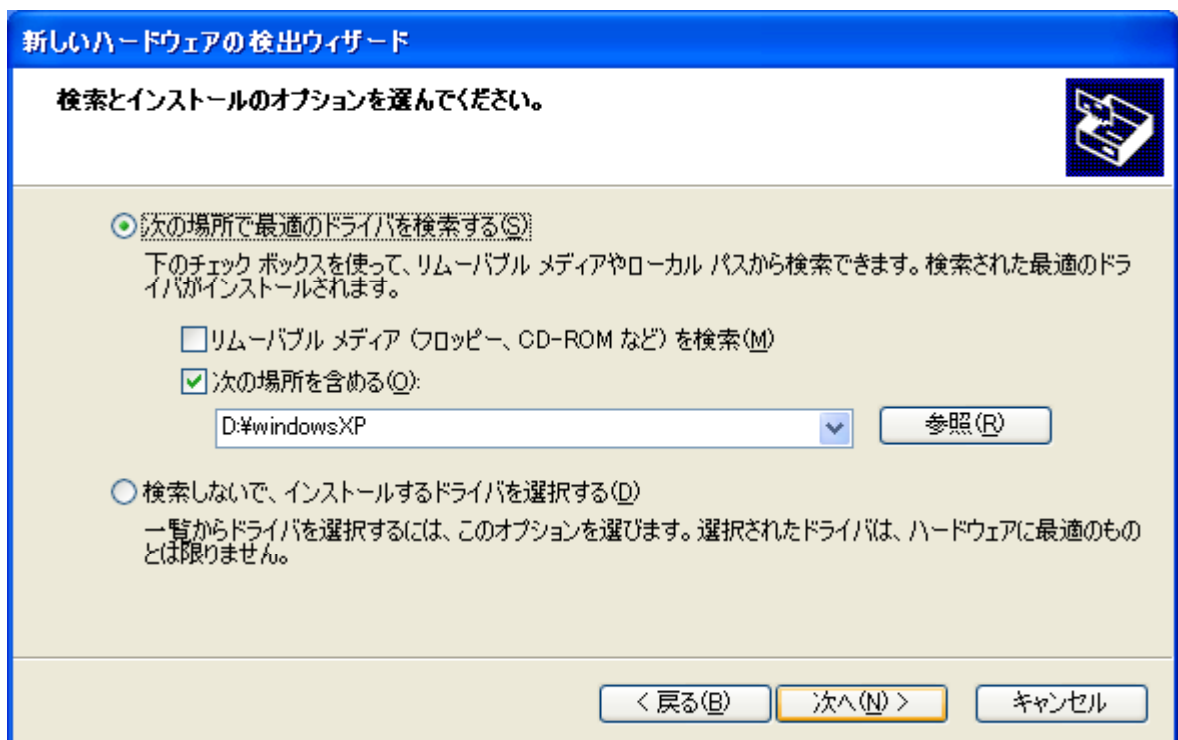 新しいハードウェアの検出ウィザード
検索とインストールのオプションを選んでください。
次の場所で最適のドライバを検索する(S)
下のチェック ボックスを使って、リムーバブル メディアやローカル パスから検索できます。検索された最適のドラ
イバがインストールされます。
リムーバブル メディア (フロッピー、CD-ROM など) を検索(M)
次の場所を含める(O):
D:¥windowsXP
参照(R)
検索しないで、インストールするドライバを選択する(D)
一覧からドライバを選択するには、このオプションを選びます。選択されたドライバは、ハードウェアに最適のもの
とは限りません。
< 戻る(B) 次へ(N) > キャンセル